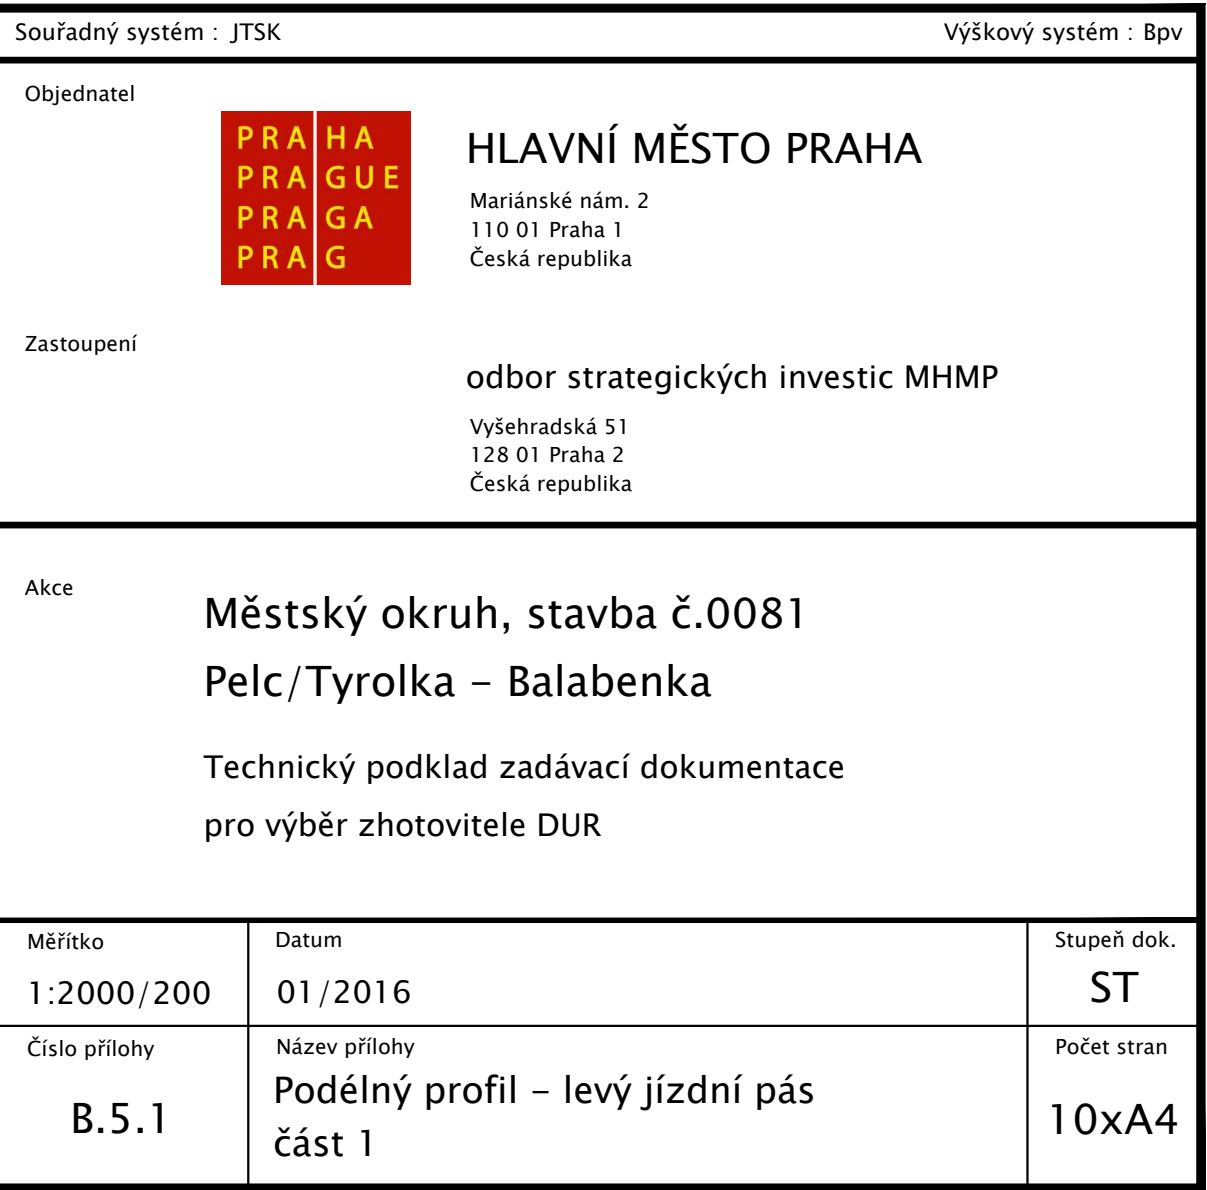 Souřadný systém : JTSK Výškový systém : Bpv
Objednatel
PRA HA
PRA GUE
PRA GA
PRA G
HLAVNÍ MĚSTO PRAHA
Mariánské nám. 2
110 01 Praha 1
Česká republika
Zastoupení
odbor strategických investic MHMP
Vyšehradská 51
128 01 Praha 2
Česká republika
Akce
Městský okruh, stavba č.0081
Pelc/Tyrolka - Balabenka
Technický podklad zadávací dokumentace
pro výběr zhotovitele DUR
Měřítko
1:2000/200
Datum
01/2016
Stupeň dok.
ST
Číslo přílohy
B.5.1
Název přílohy
Podélný profil - levý jízdní pás
část 1
Počet stran
10xA4